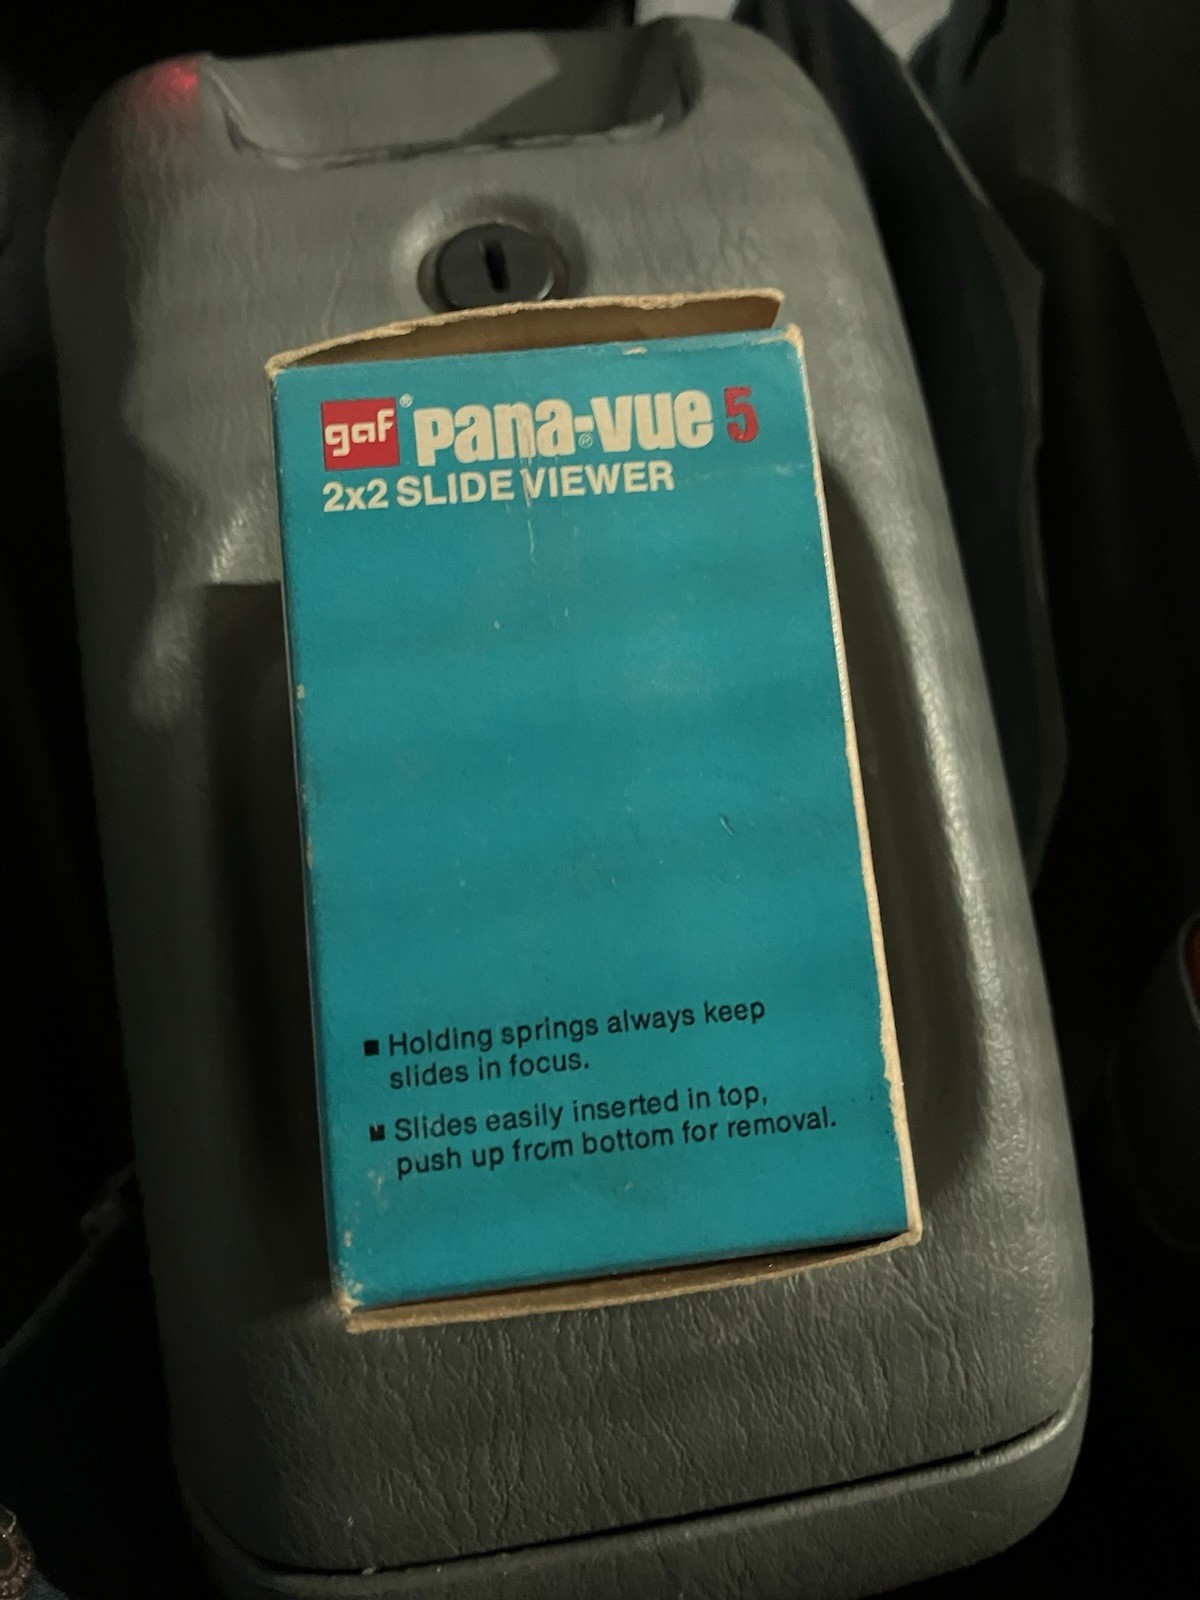 gaf® pana-vue® 5
2x2 SLIDE VIEWER
■ Holding springs always keep
slides in focus.
■ Slides easily inserted in top,
push up from bottom for removal.